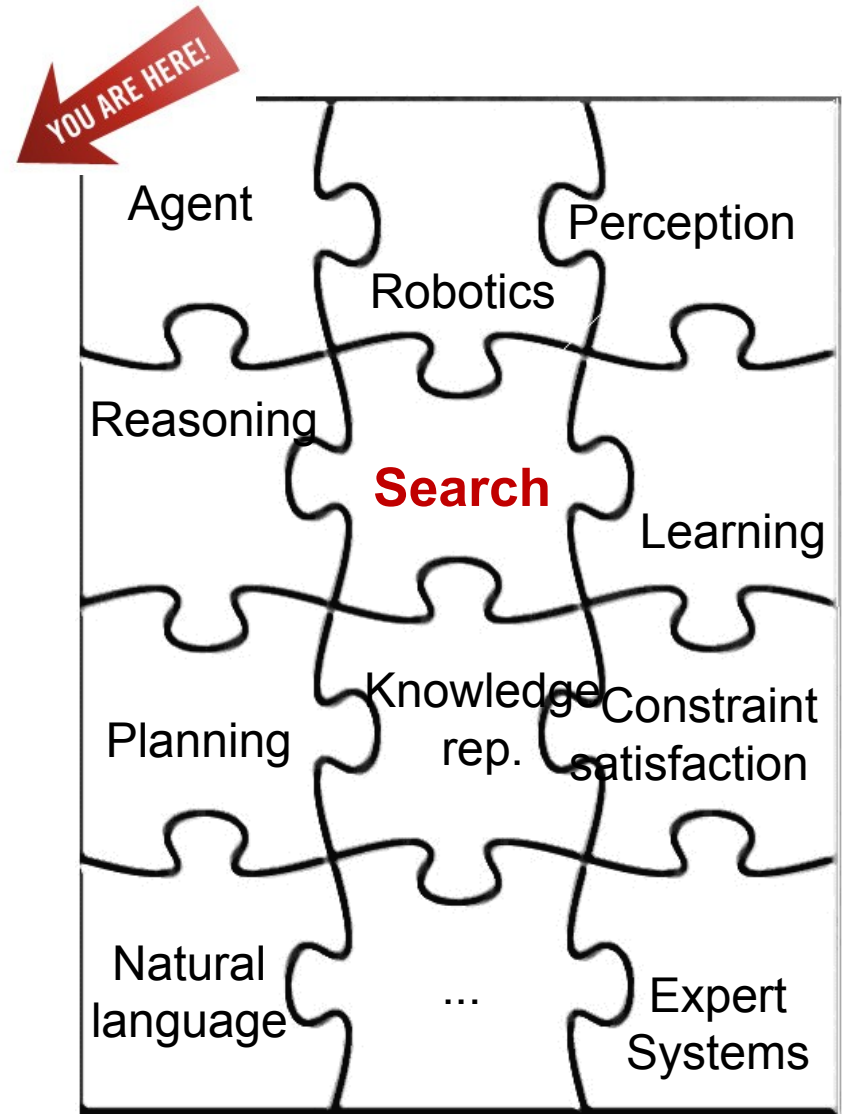 YOU ARE HERE!
Agent
Perception
Robotics
Reasoning
Search
Learning
Knowledge
rep.
Constraint
satisfaction
Planning
Natural
language
...
Expert
Systems